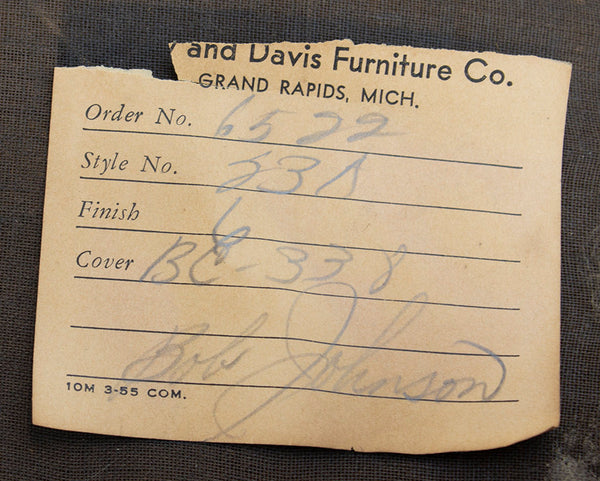 y and Davis Furniture Co.
GRAND RAPIDS, MICH.
Order No. 6522
Style No. 53A
Finish 6
Cover BC-338
Bob Johnson
10M 3-55 COM.